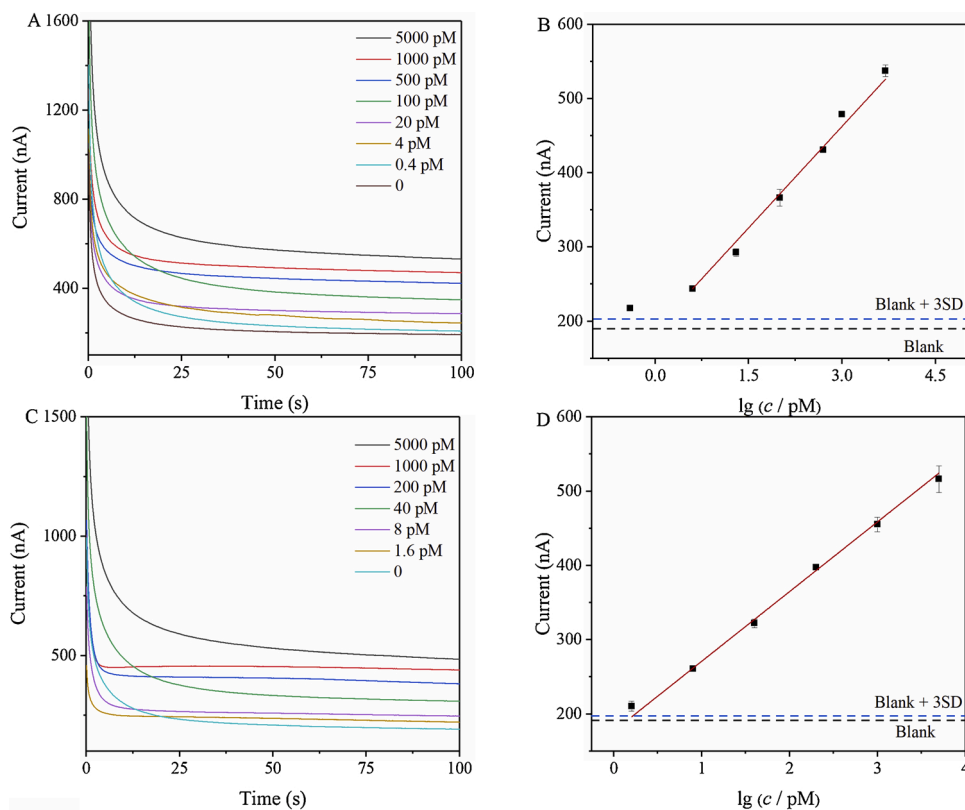 A
1600
1200
800
400
Current (nA)
5000 pM
1000 pM
500 pM
100 pM
20 pM
4 pM
0.4 pM
0
0
25
50
75
100
Time (s)
B
600
500
400
300
200
Current (nA)
Blank + 3SD
Blank
0.0
1.5
3.0
4.5
lg (c / pM)
C
1500
1000
500
Current (nA)
5000 pM
1000 pM
200 pM
40 pM
8 pM
1.6 pM
0
0
25
50
75
100
Time (s)
D
600
500
400
300
200
Current (nA)
Blank + 3SD
Blank
0
1
2
3
4
lg (c / pM)